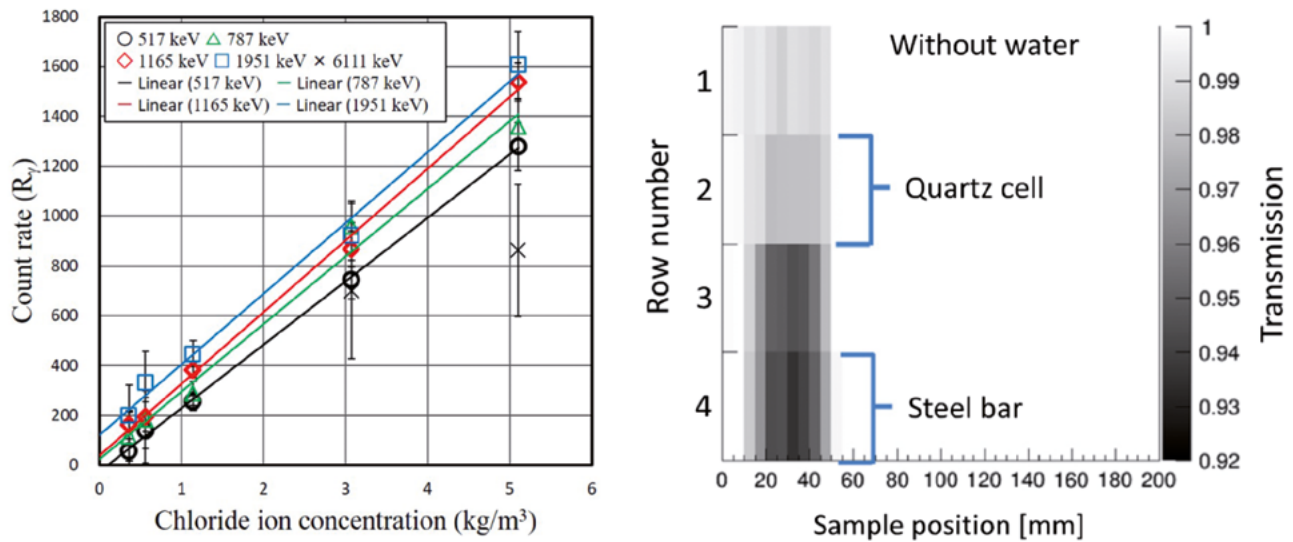 1800
1600
1400
1200
1000
800
600
400
200
0
Count rate (Rᵧ)
517 keV 787 keV
1165 keV 1951 keV × 6111 keV
Linear (517 keV) Linear (787 keV)
Linear (1165 keV) Linear (1951 keV)
0 1 2 3 4 5 6
Chloride ion concentration (kg/m³)
Row number
1
2
3
4
Without water
Quartz cell
Steel bar
0 20 40 60 80 100 120 140 160 180 200
Sample position [mm]
1
0.99
0.98
0.97
0.96
0.95
0.94
0.93
0.92
Transmission